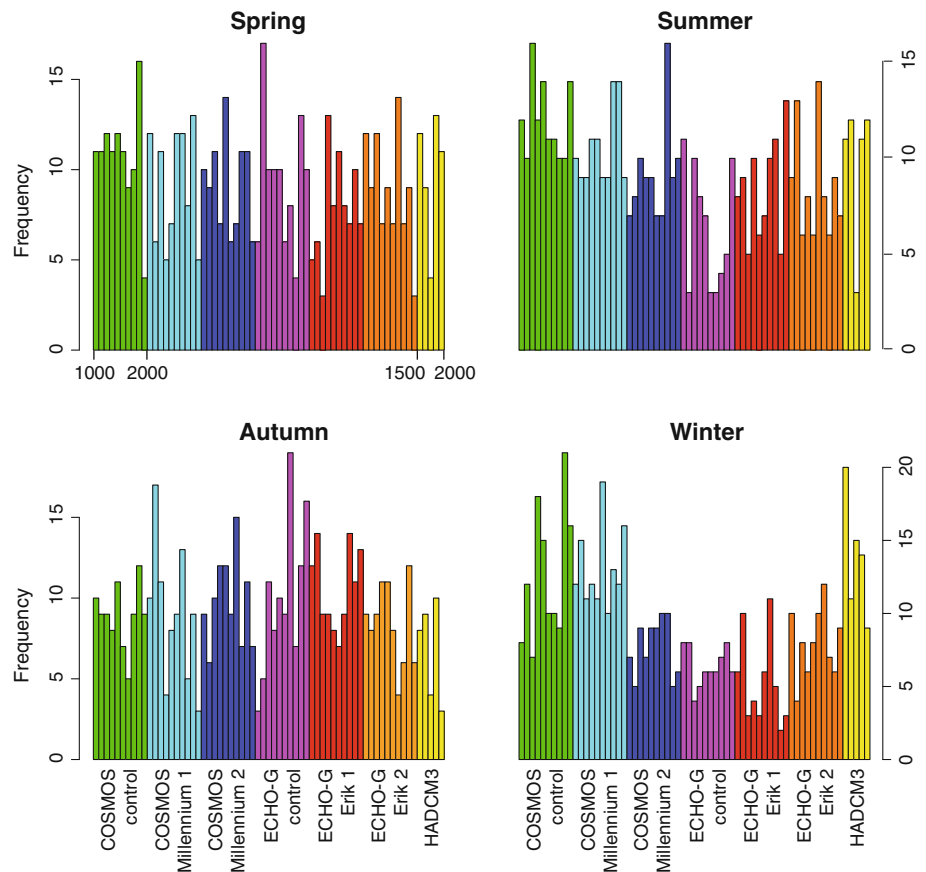 Spring
Summer
Frequency
0
5
10
15
1000 2000
1500 2000
0
5
10
15
Autumn
Winter
Frequency
0
5
10
15
0
5
10
15
20
COSMOS
control
COSMOS
Millennium 1
COSMOS
Millennium 2
ECHO-G
control
ECHO-G
Erik 1
ECHO-G
Erik 2
HADCM3
COSMOS
control
COSMOS
Millennium 1
COSMOS
Millennium 2
ECHO-G
control
ECHO-G
Erik 1
ECHO-G
Erik 2
HADCM3